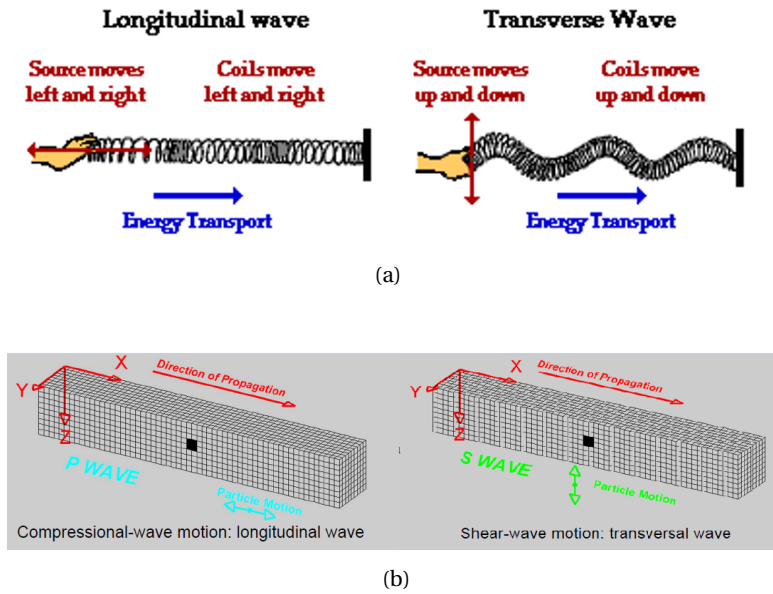 Longitudinal wave
Source moves
left and right
Coils move
left and right
Energy Transport
Transverse Wave
Source moves
up and down
Coils move
up and down
Energy Transport
(a)
X
Y
Z
Direction of Propagation
P WAVE
Particle Motion
Compressional-wave motion: longitudinal wave
X
Y
Z
Direction of Propagation
S WAVE
Particle Motion
Shear-wave motion: transversal wave
(b)